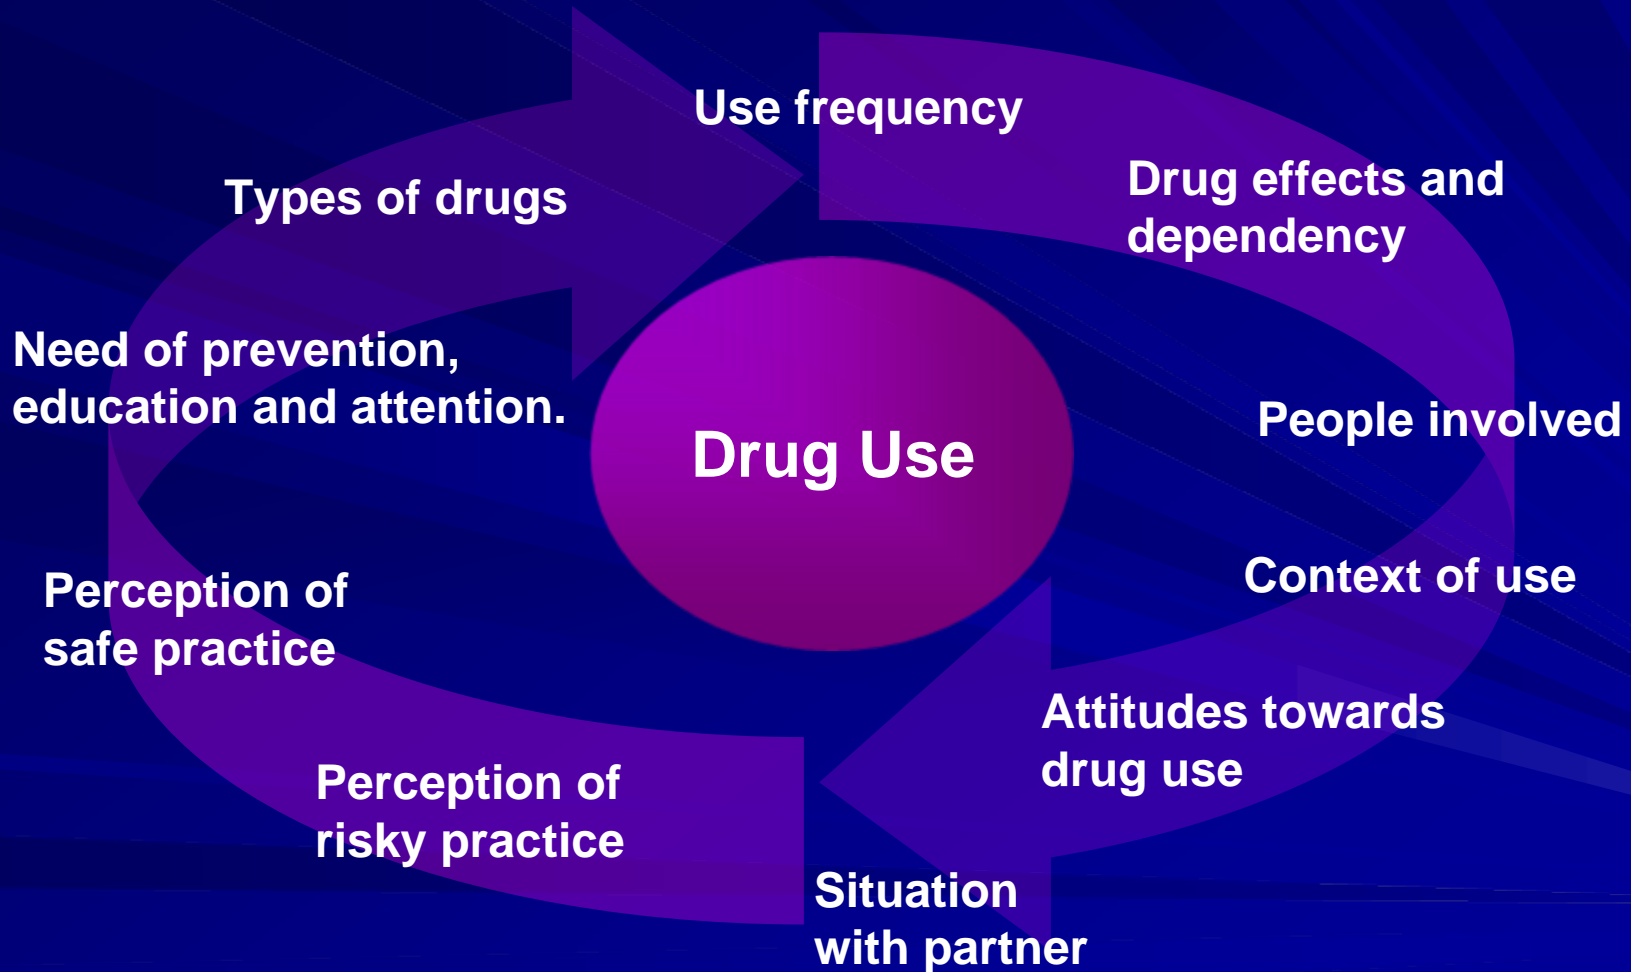 Use frequency
Types of drugs
Drug effects and
dependency
Need of prevention,
education and attention.
People involved
Drug Use
Context of use
Perception of
safe practice
Attitudes towards
drug use
Perception of
risky practice
Situation
with partner